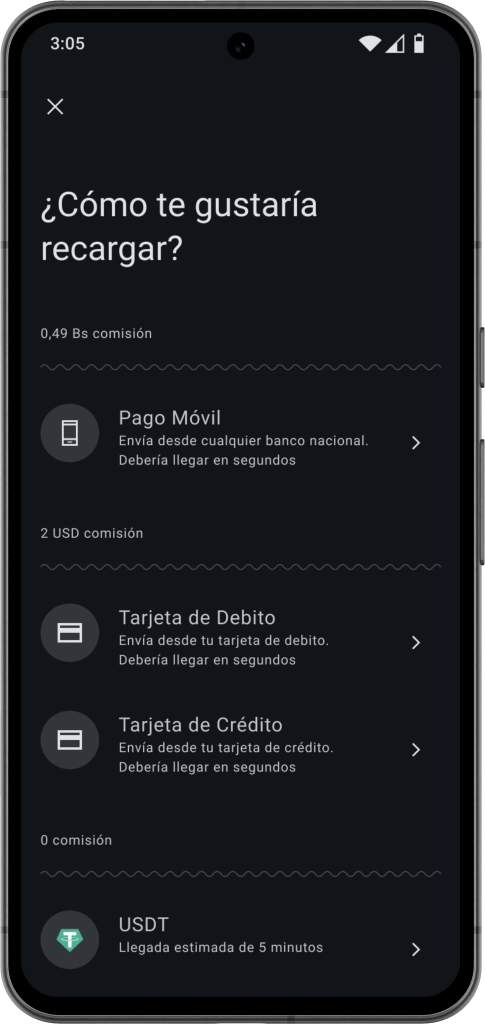 3:05
¿Cómo te gustaría
recargar?
0,49 Bs comisión
Pago Móvil
Envía desde cualquier banco nacional.
Debería llegar en segundos
2 USD comisión
Tarjeta de Debito
Envía desde tu tarjeta de debito.
Debería llegar en segundos
Tarjeta de Crédito
Envía desde tu tarjeta de crédito.
Debería llegar en segundos
0 comisión
USDT
Llegada estimada de 5 minutos